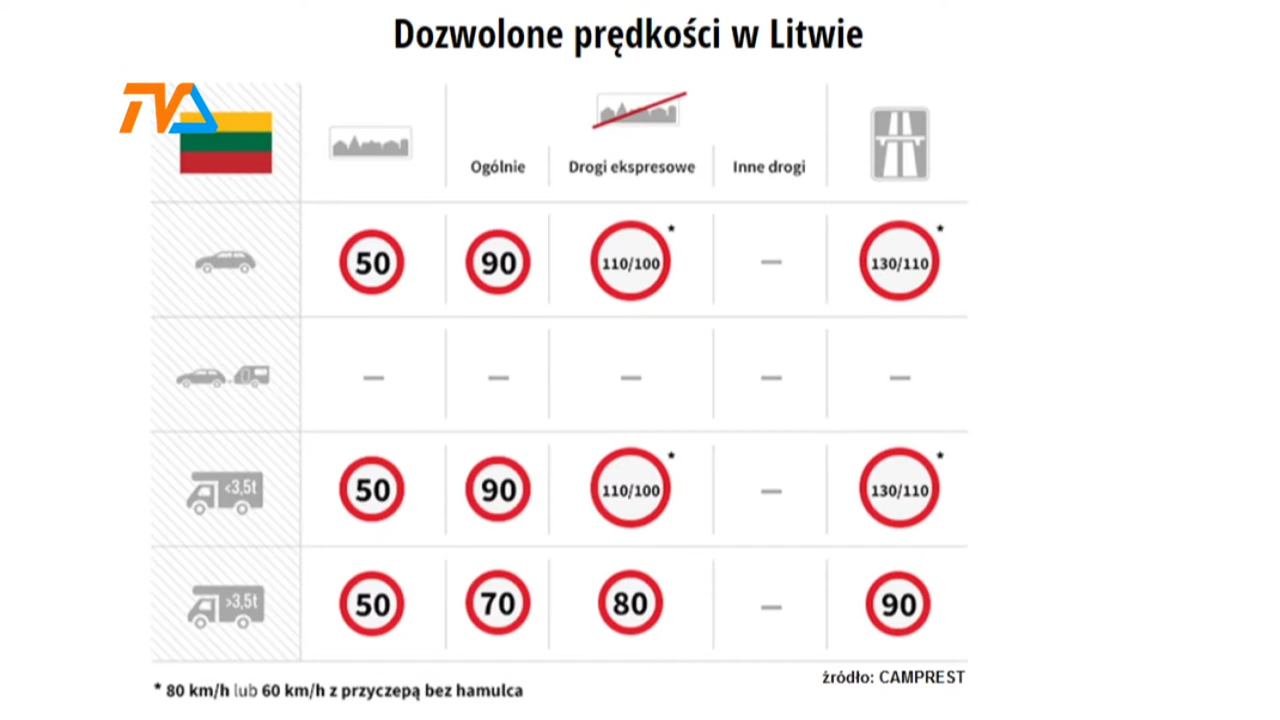 Dozwolone prędkości w Litwie
TVA
Ogólnie Drogi ekspresowe Inne drogi
50 90 110/100 * – 130/110 *
– – – – –
<3,5t 50 90 110/100 * – 130/110 *
>3,5t 50 70 80 – 90
* 80 km/h lub 60 km/h z przyczepą bez hamulca
źródło: CAMPREST